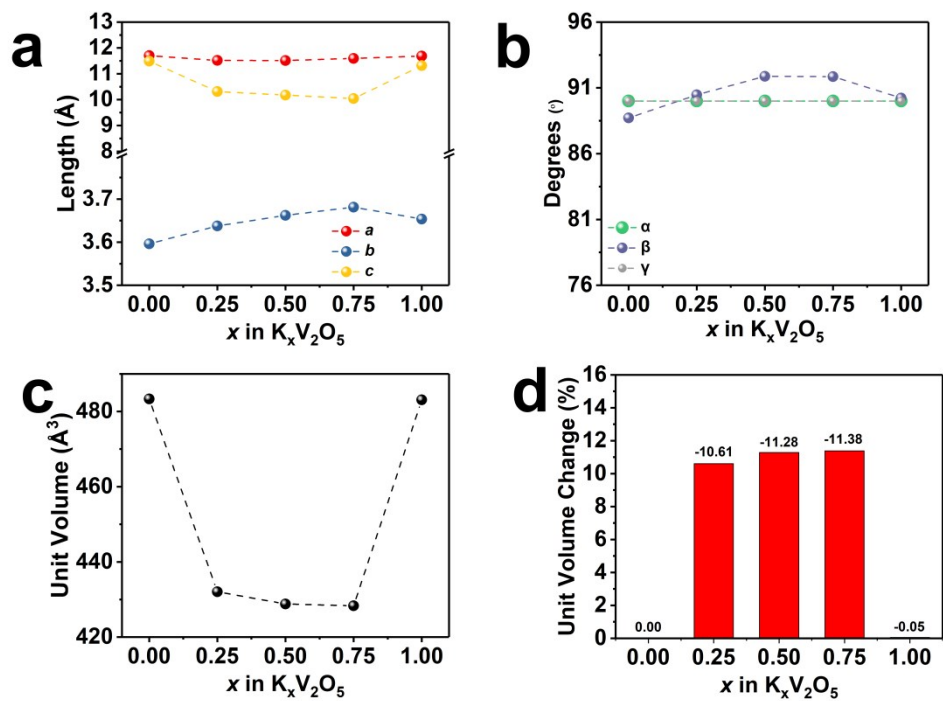 a
Length (Å)
13
12
11
10
9
8
3.7
3.6
3.5
a
b
c
0.00 0.25 0.50 0.75 1.00
x in KₓV₂O₅
b
Degrees (°)
96
91
86
81
76
α
β
γ
0.00 0.25 0.50 0.75 1.00
x in KₓV₂O₅
c
Unit Volume (Å³)
480
460
440
420
0.00 0.25 0.50 0.75 1.00
x in KₓV₂O₅
d
Unit Volume Change (%)
16
14
12
10
8
6
4
2
0
0.00
-10.61
-11.28
-11.38
-0.05
0.00 0.25 0.50 0.75 1.00
x in KₓV₂O₅